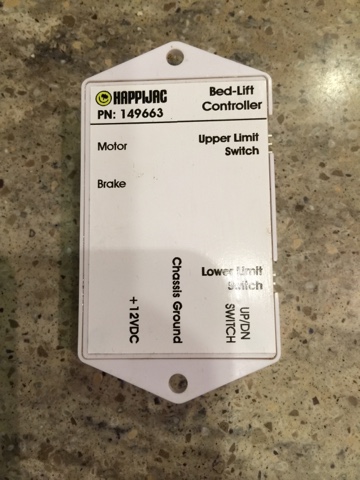 HAPPIJAC
PN: 149663
Bed-Lift
Controller
Motor
Upper Limit
Switch
Brake
Lower Limit
Switch
+12VDC
Chassis Ground
UP/DN
SWITCH